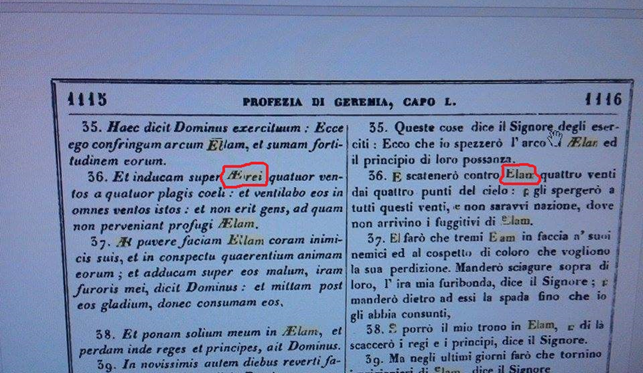 1115
PROFEZIA DI GEREMIA, CAPO L.
1116
35. Haec dicit Dominus exercituum : Ecce
ego confringam arcum Ellam, et sumam forti-
tudinem eorum.
36. Et inducam super Æorei quatuor ven-
tos a quatuor plagis coeli : et ventilabo eos in
omnes ventos istos : et non erit gens, ad quam
non perveniant profugi Ælam.
37. Æt pavere faciam Ellam coram inimi-
cis suis, et in conspectu quaerentium animam
eorum ; et adducam super eos malum, iram
furoris mei, dicit Dominus : et mittam post
eos gladium, donec consumam eos.
38. Et ponam solium meum in Ælam, et
perdam inde reges et principes, ait Dominus.
39. In novissimis autem diebus reverti fa-
35. Queste cose dice il Signore degli eser-
citi : Ecco che io spezzerò l' arco Ælan ed
il principio di loro possanza.
36. E scatenerò contro Elam quattro venti
dai quattro punti del cielo : gli spergerò a
tutti questi venti, e non saravvi nazione, dove
non arrivino i fuggitivi di Elam.
37. El farò che tremi Eam in faccia a' suoi
nemici ed al cospetto di coloro che vogliono
la sua perdizione. Manderò sciagure sopra di
loro, l' ira mia furibonda, dice il Signore ;
manderò dietro ad essi la spada fino che io
gli abbia consunti,
38. E porrò il mio trono in Elam, di là
scaccerò i regi e i principi, dice il Signore.
39. Ma negli ultimi giorni farò che tornino
Elam, dice il Signore.